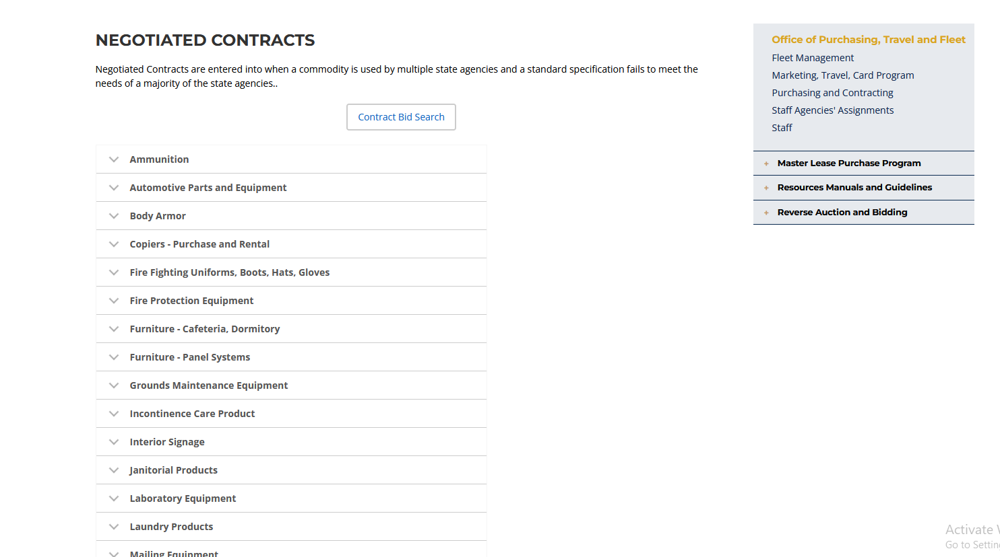 NEGOTIATED CONTRACTS
Negotiated Contracts are entered into when a commodity is used by multiple state agencies and a standard specification fails to meet the
needs of a majority of the state agencies..
Contract Bid Search
Ammunition
Automotive Parts and Equipment
Body Armor
Copiers - Purchase and Rental
Fire Fighting Uniforms, Boots, Hats, Gloves
Fire Protection Equipment
Furniture - Cafeteria, Dormitory
Furniture - Panel Systems
Grounds Maintenance Equipment
Incontinence Care Product
Interior Signage
Janitorial Products
Laboratory Equipment
Laundry Products
Mailing Equipment
Office of Purchasing, Travel and Fleet
Fleet Management
Marketing, Travel, Card Program
Purchasing and Contracting
Staff Agencies' Assignments
Staff
+ Master Lease Purchase Program
+ Resources Manuals and Guidelines
+ Reverse Auction and Bidding
Activate
Go to